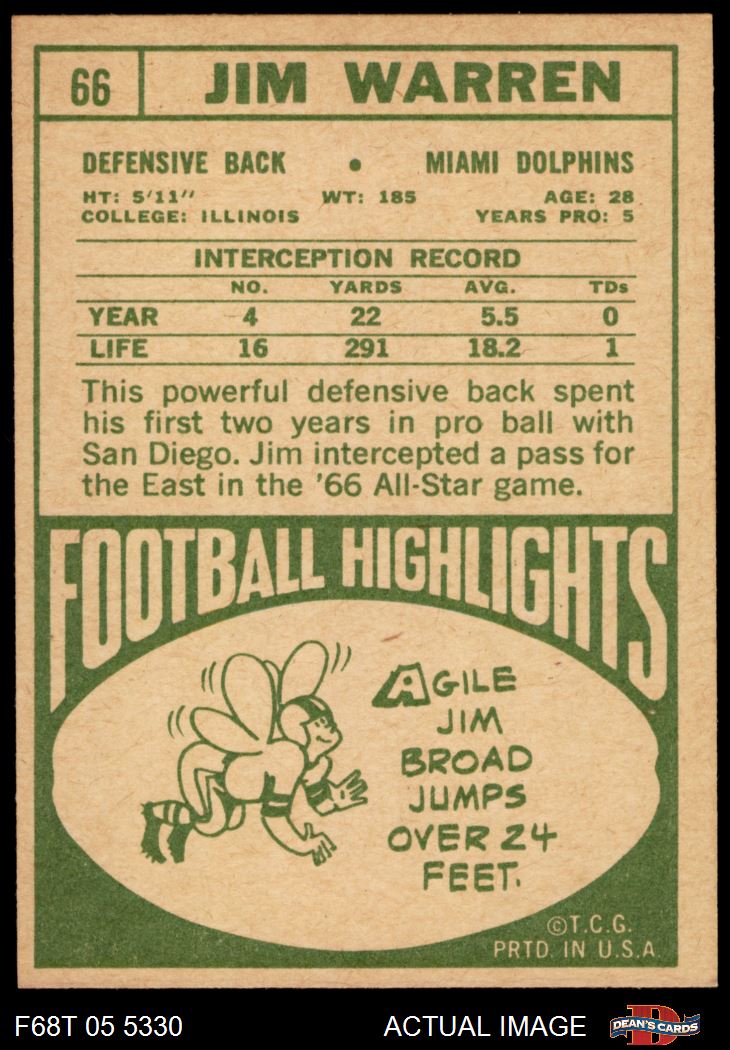 66 JIM WARREN
DEFENSIVE BACK • MIAMI DOLPHINS
HT: 5'11" WT: 185 AGE: 28
COLLEGE: ILLINOIS YEARS PRO: 5
INTERCEPTION RECORD
NO. YARDS AVG. TDs
YEAR 4 22 5.5 0
LIFE 16 291 18.2 1
This powerful defensive back spent
his first two years in pro ball with
San Diego. Jim intercepted a pass for
the East in the '66 All-Star game.
FOOTBALL HIGHLIGHTS
AGILE
JIM
BROAD
JUMPS
OVER 24
FEET.
©T.C.G.
PRTD. IN U.S.A.
F68T 05 5330 ACTUAL IMAGE D DEAN'S CARDS